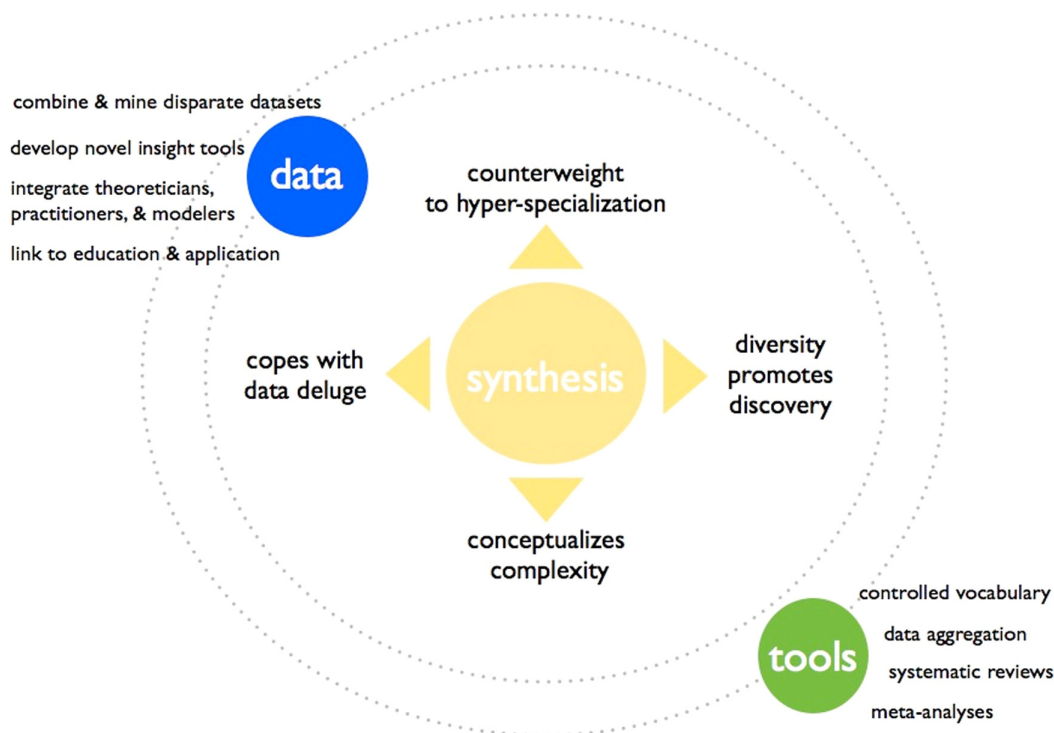 combine & mine disparate datasets
develop novel insight tools
integrate theoreticians,
practitioners, & modelers
link to education & application
data
counterweight
to hyper-specialization
copes with
data deluge
synthesis
diversity
promotes
discovery
conceptualizes
complexity
tools
controlled vocabulary
data aggregation
systematic reviews
meta-analyses